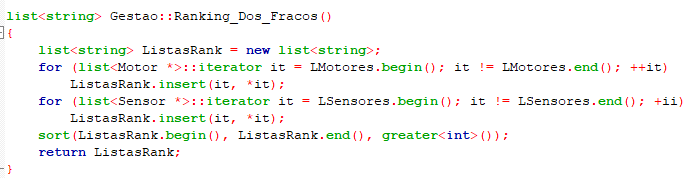 list<string> Gestao::Ranking_Dos_Fracos()
{
    list<string> ListasRank = new list<string>;
    for (list<Motor *>::iterator it = LMotores.begin(); it != LMotores.end(); ++it)
        ListasRank.insert(it, *it);
    for (list<Sensor *>::iterator it = LSensores.begin(); it != LSensores.end(); +ii)
        ListasRank.insert(it, *it);
    sort(ListasRank.begin(), ListasRank.end(), greater<int>());
    return ListasRank;
}